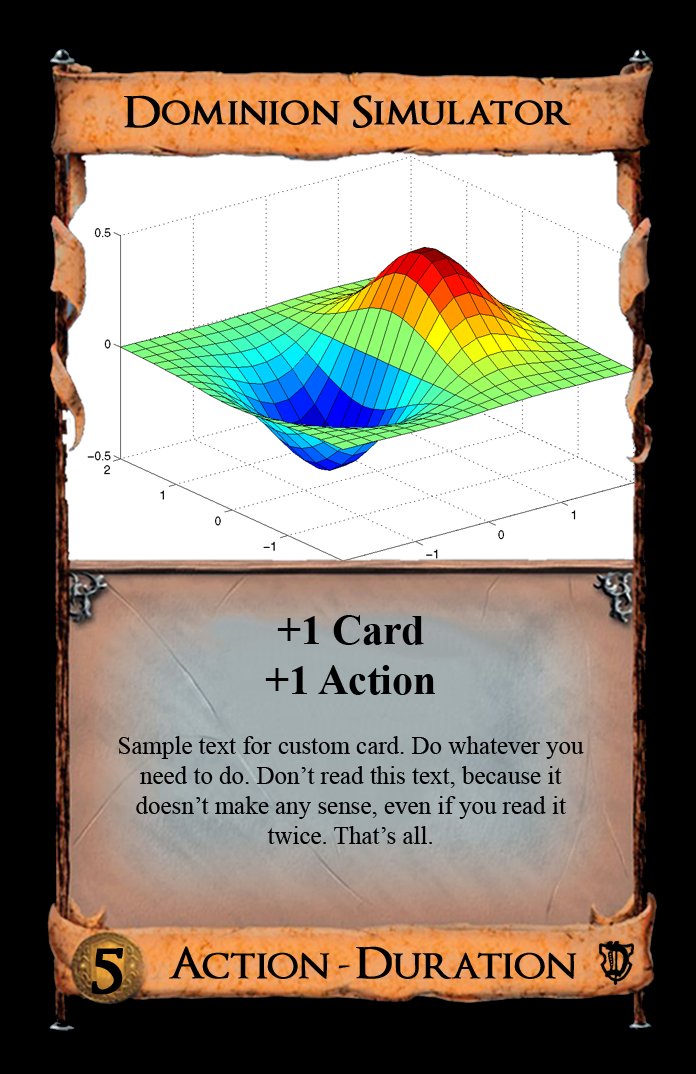 Dominion Simulator
0.5
0
−0.5
2
1
0
−1
−1
0
1
+1 Card
+1 Action
Sample text for custom card. Do whatever you
need to do. Don’t read this text, because it
doesn’t make any sense, even if you read it
twice. That’s all.
5 Action - Duration